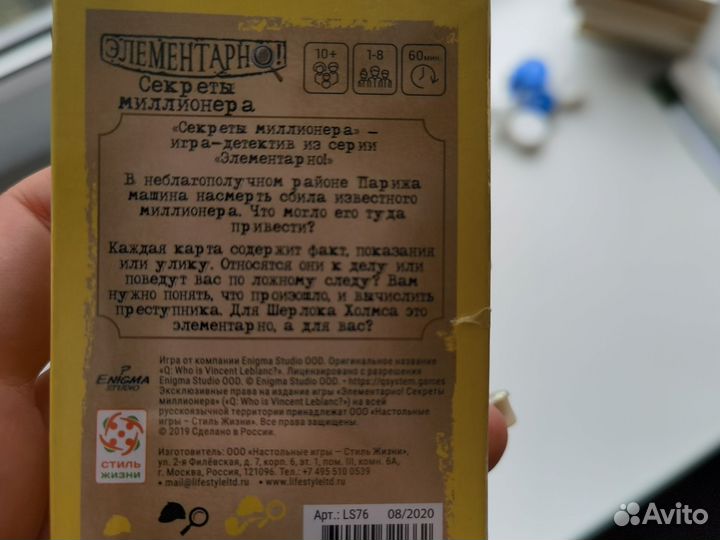 ЭЛЕМЕНТАРНО!
Секреты
миллионера
10+
1-8
60мин.
«Секреты миллионера» –
игра-детектив из серии
«Элементарно!»
В неблагополучном районе Парижа
машина насмерть сбила известного
миллионера. Что могло его туда
привести?
Каждая карта содержит факт, показания
или улику. Относятся они к делу или
поведут вас по ложному следу? Вам
нужно понять, что произошло, и вычислить
преступника. Для Шерлока Холмса это
элементарно, а для вас?
ENIGMA
STUDIO
Игра от компании Enigma Studio OOD. Оригинальное название
«Q: Who is Vincent Leblanc?». Лицензировано с разрешения
Enigma Studio OOD. © Enigma Studio OOD. • https://qsystem.games
Эксклюзивные права на издание игры «Элементарно! Секреты
миллионера» («Q: Who is Vincent Leblanc?») на всей
русскоязычной территории принадлежат ООО «Настольные
игры — Стиль Жизни». Все права защищены.
© 2019 Сделано в России.
СТИЛЬ
ЖИЗНИ
Изготовитель: ООО «Настольные игры — Стиль Жизни»,
ул. 2-я Филёвская, д. 7, корп. 6, эт. 1, пом. III, комн. 6А,
г. Москва, Россия, 121096. Тел.: +7 495 510 0539
• mail@lifestyleltd.ru • www.lifestyleltd.ru
Арт.: LS76
08/2020
Avito